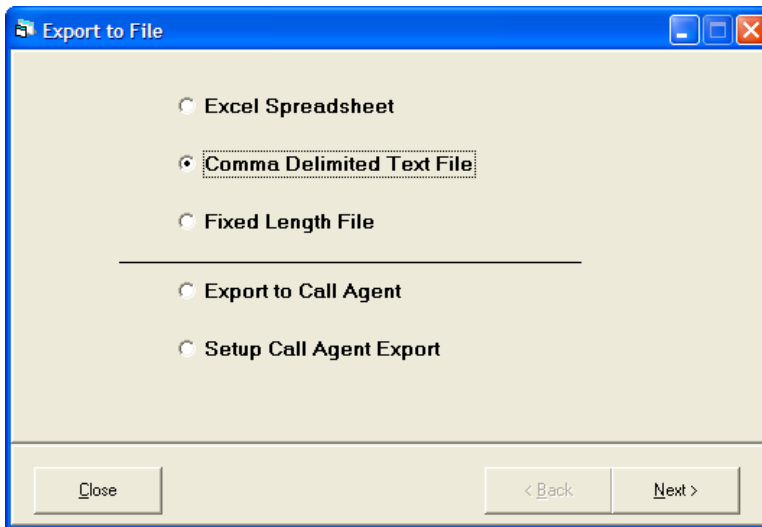 Export to File
Excel Spreadsheet
Comma Delimited Text File
Fixed Length File
Export to Call Agent
Setup Call Agent Export
Close
< Back
Next >